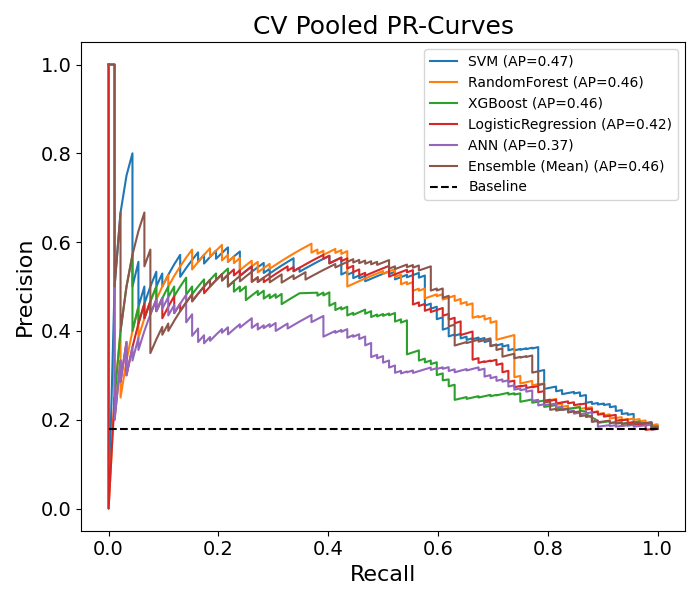 CV Pooled PR-Curves
SVM (AP=0.47)
RandomForest (AP=0.46)
XGBoost (AP=0.46)
LogisticRegression (AP=0.42)
ANN (AP=0.37)
Ensemble (Mean) (AP=0.46)
Baseline
Precision
1.0
0.8
0.6
0.4
0.2
0.0
0.0 0.2 0.4 0.6 0.8 1.0
Recall